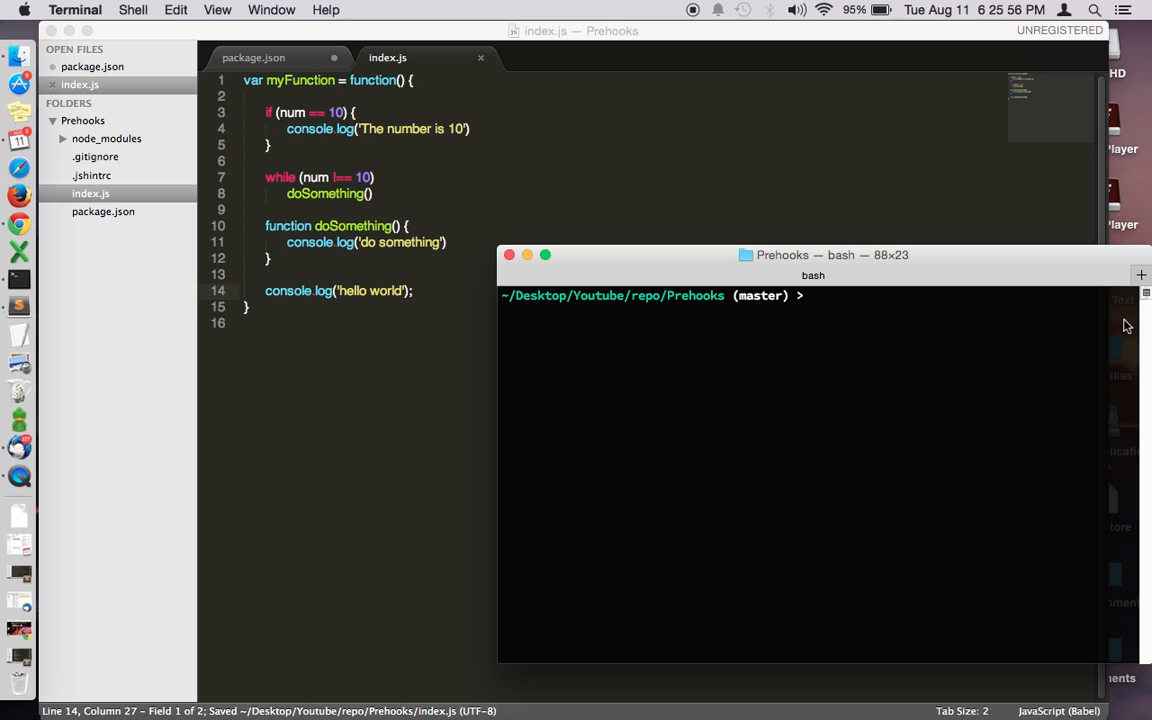 Terminal Shell Edit View Window Help 95% Tue Aug 11 6:25:56 PM
index.js — Prehooks UNREGISTERED
OPEN FILES
package.json
index.js
FOLDERS
Prehooks
node_modules
.gitignore
.jshintrc
index.js
package.json
package.json index.js
1 var myFunction = function() {
2
3 if (num == 10) {
4 console.log('The number is 10')
5 }
6
7 while (num !== 10)
8 doSomething()
9
10 function doSomething() {
11 console.log('do something')
12 }
13
14 console.log('hello world');
15 }
16
Prehooks — bash — 88×23
bash
~/Desktop/Youtube/repo/Prehooks (master) >
HD
Player
Player
Text
alias
ore
ments
Line 14, Column 27 - Field 1 of 2; Saved ~/Desktop/Youtube/repo/Prehooks/index.js (UTF-8) Tab Size: 2 JavaScript (Babel)